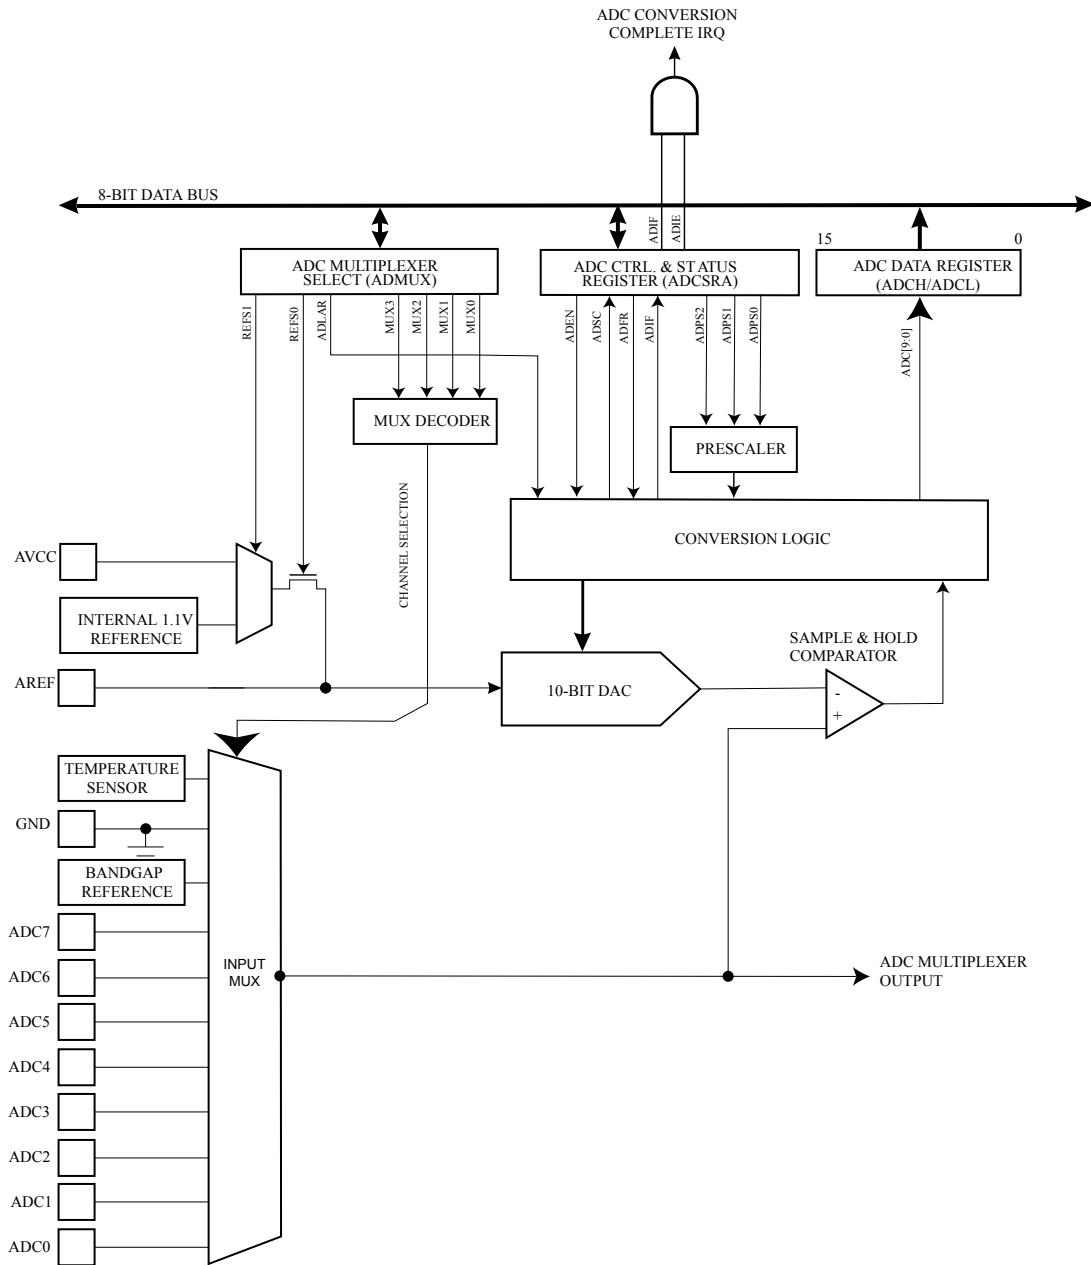 ADC CONVERSION
COMPLETE IRQ
8-BIT DATA BUS
ADIF
ADIE
15
0
ADC MULTIPLEXER
SELECT (ADMUX)
ADC CTRL. & ST ATUS
REGISTER (ADCSRA)
ADC DATA REGISTER
(ADCH/ADCL)
REFS1
REFS0
ADLAR
MUX3
MUX2
MUX1
MUX0
ADEN
ADSC
ADFR
ADIF
ADPS2
ADPS1
ADPS0
ADC[9:0]
MUX DECODER
PRESCALER
CHANNEL SELECTION
CONVERSION LOGIC
AVCC
INTERNAL 1.1V
REFERENCE
SAMPLE & HOLD
COMPARATOR
AREF
10-BIT DAC
-
+
TEMPERATURE
SENSOR
GND
BANDGAP
REFERENCE
ADC7
ADC6
INPUT
MUX
ADC MULTIPLEXER
OUTPUT
ADC5
ADC4
ADC3
ADC2
ADC1
ADC0